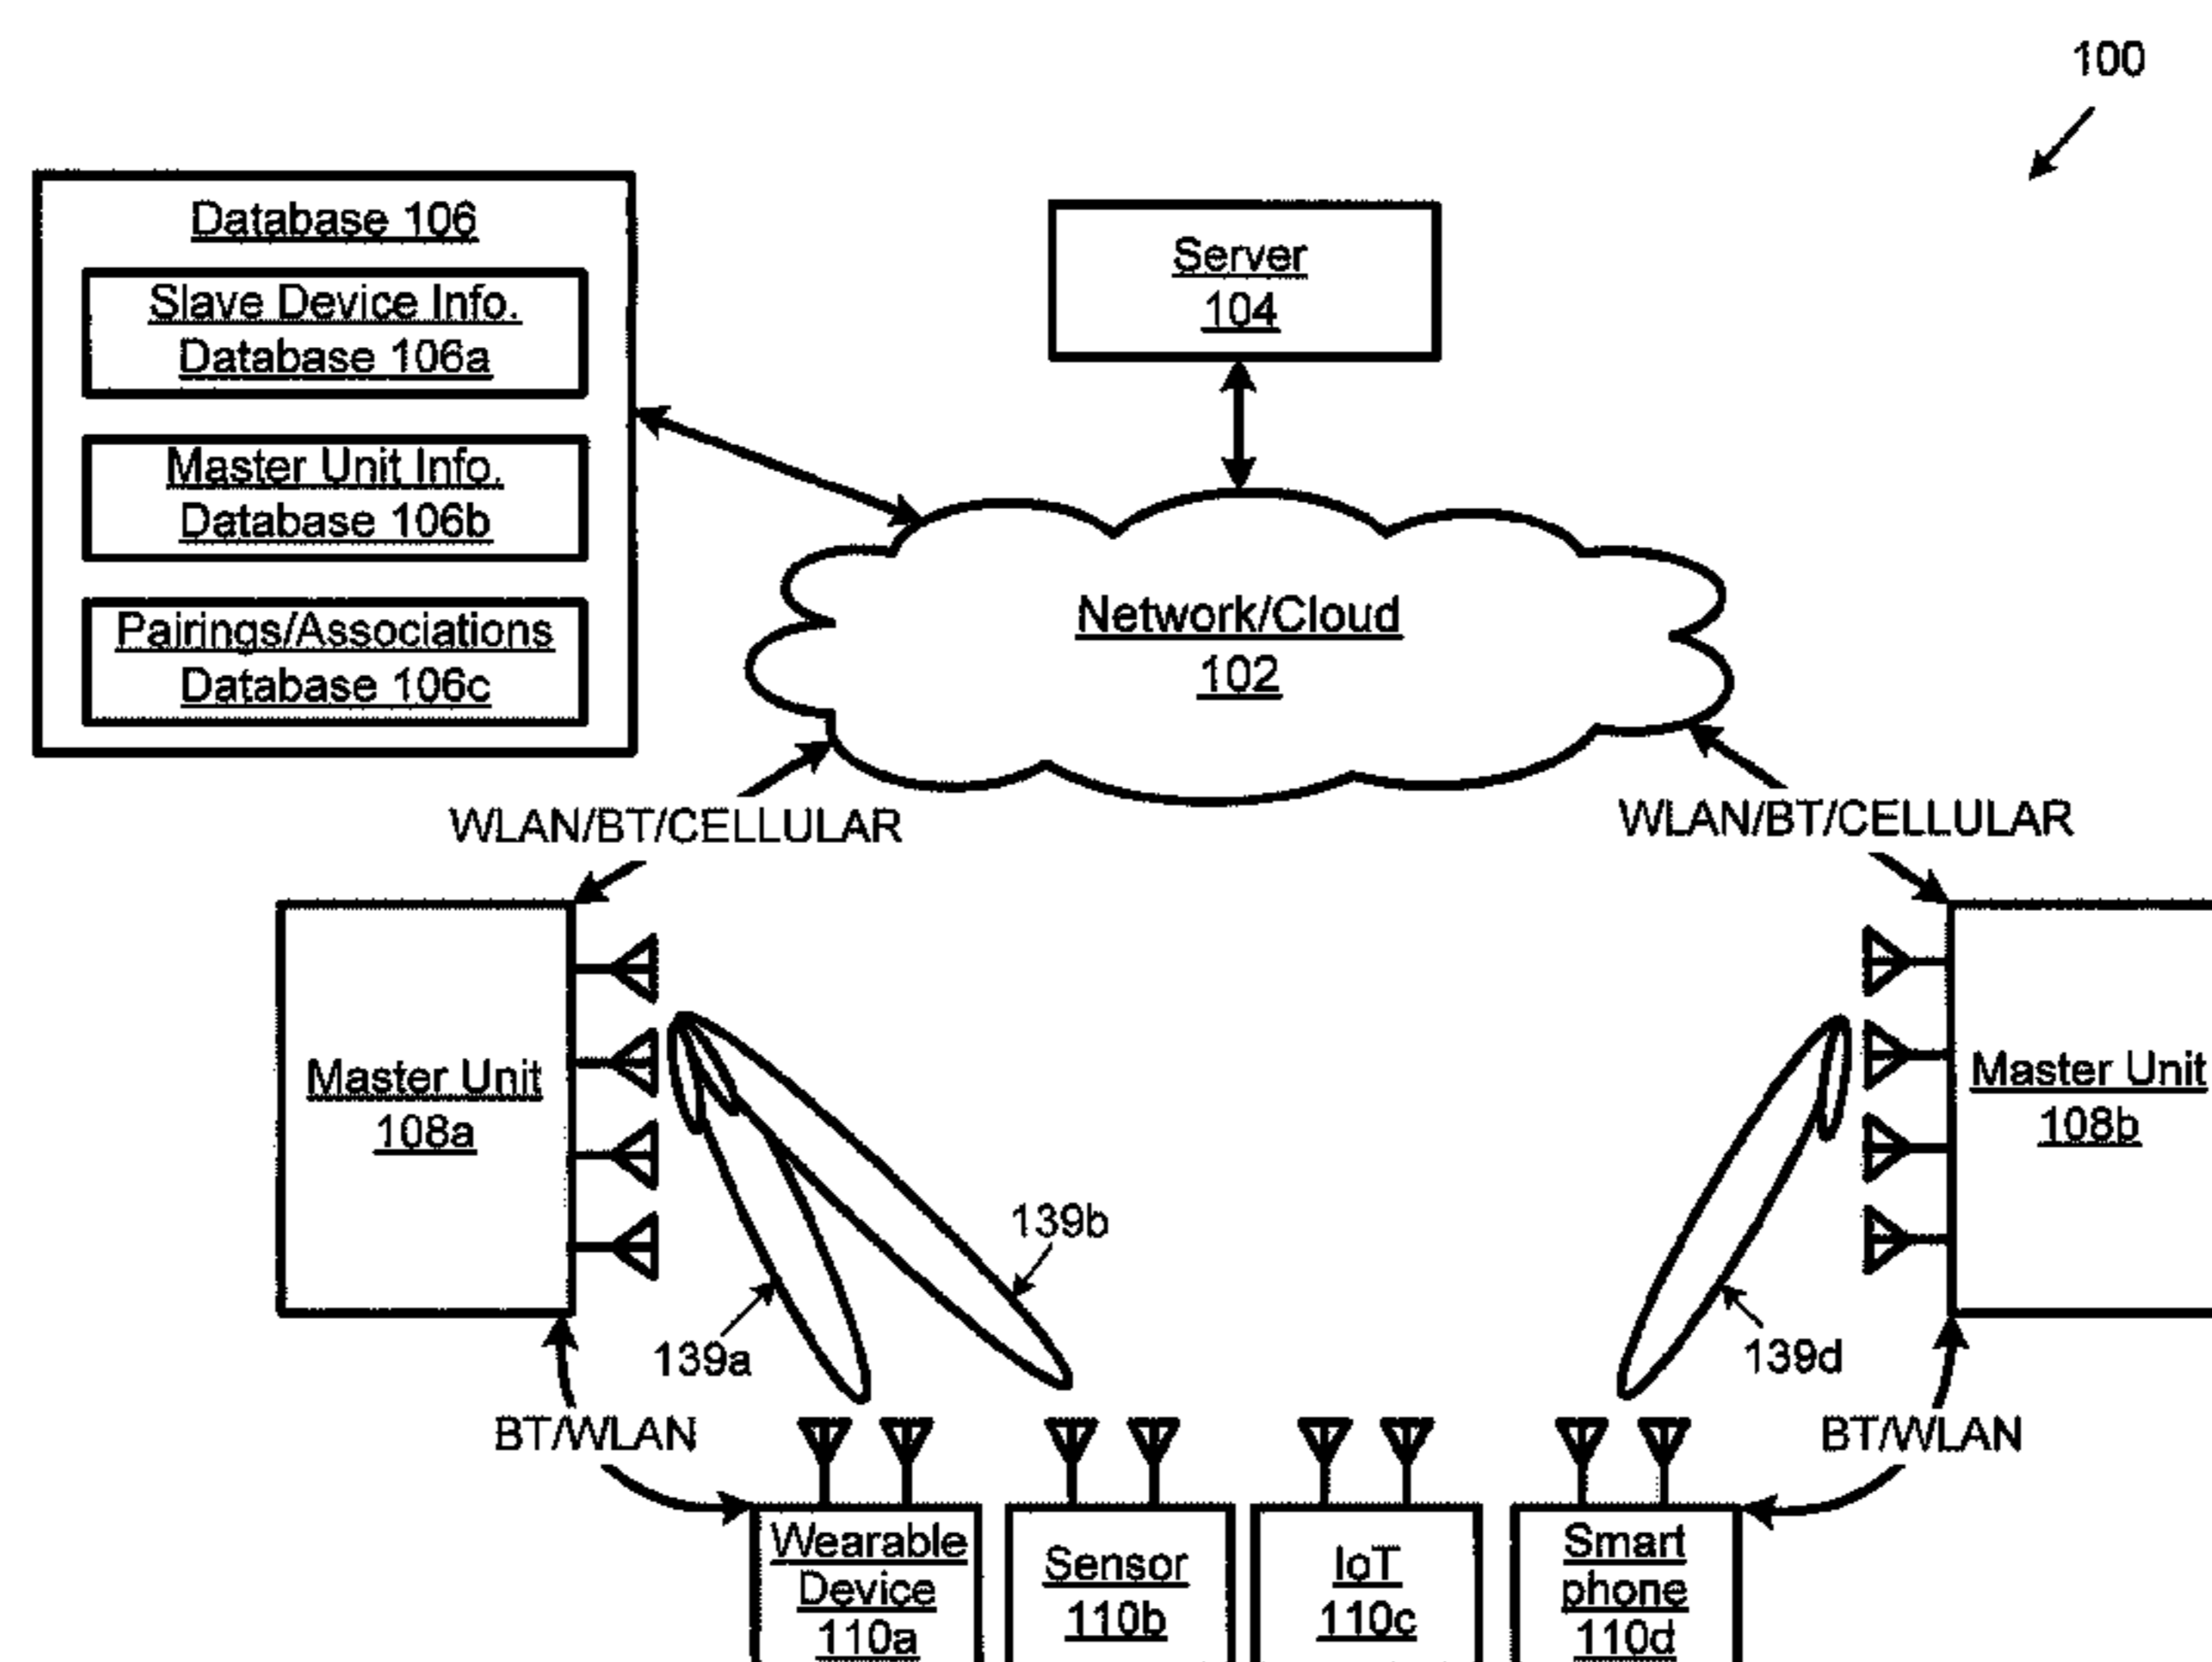 100
Database 106
Slave Device Info.
Database 106a
Master Unit Info.
Database 106b
Pairings/Associations
Database 106c
Server
104
Network/Cloud
102
WLAN/BT/CELLULAR
WLAN/BT/CELLULAR
Master Unit
108a
Master Unit
108b
139b
139a
139d
BT/WLAN
BT/WLAN
Wearable
Device
110a
Sensor
110b
IoT
110c
Smart
phone
110d